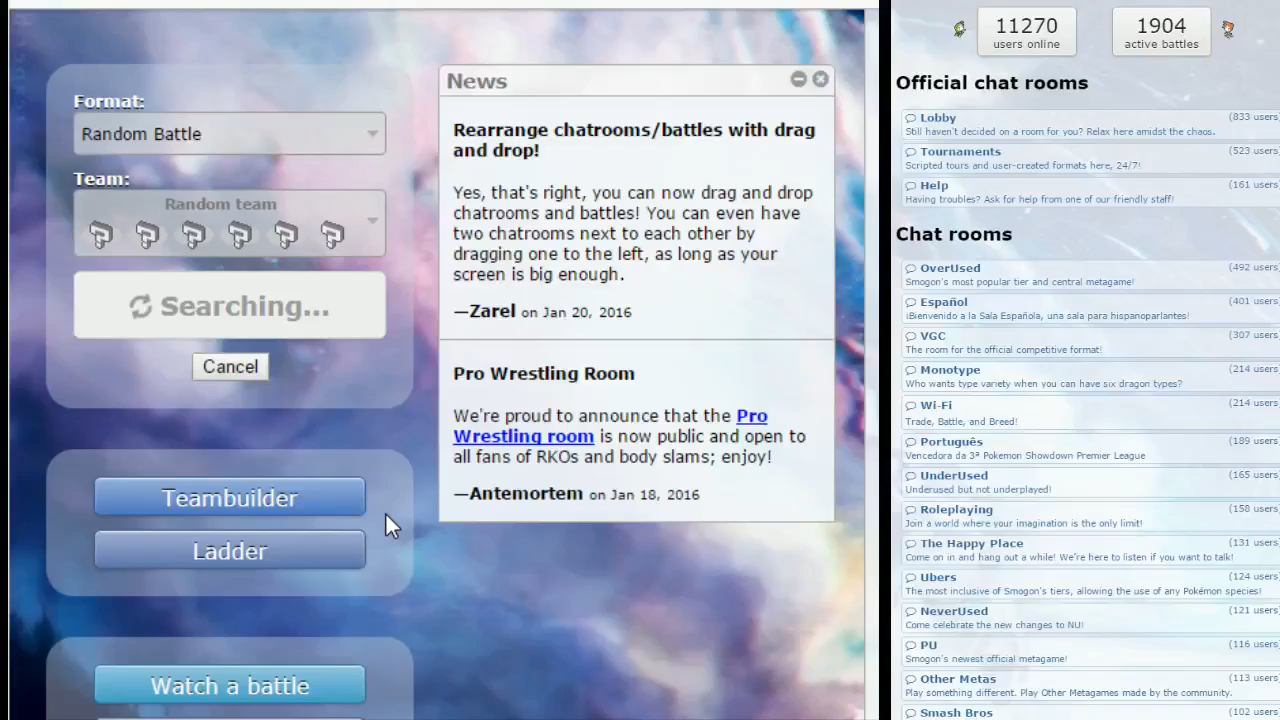 Format:
Random Battle
Team:
Random team
Searching...
Cancel
Teambuilder
Ladder
Watch a battle
News
Rearrange chatrooms/battles with drag
and drop!
Yes, that's right, you can now drag and drop
chatrooms and battles! You can even have
two chatrooms next to each other by
dragging one to the left, as long as your
screen is big enough.
—Zarel on Jan 20, 2016
Pro Wrestling Room
We're proud to announce that the Pro
Wrestling room is now public and open to
all fans of RKOs and body slams; enjoy!
—Antemortem on Jan 18, 2016
11270
users online
1904
active battles
Official chat rooms
Lobby (833 users)
Still haven't decided on a room for you? Relax here amidst the chaos.
Tournaments (523 users)
Scripted tours and user-created formats here, 24/7!
Help (161 users)
Having troubles? Ask for help from one of our friendly staff!
Chat rooms
OverUsed (492 users)
Smogon's most popular tier and central metagame!
Español (401 users)
¡Bienvenido a la Sala Española, una sala para hispanoparlantes!
VGC (307 users)
The room for the official competitive format!
Monotype (214 users)
Who wants type variety when you can have six dragon types?
Wi-Fi (214 users)
Trade, Battle, and Breed!
Português (189 users)
Vencedora da 3ª Pokemon Showdown Premier League
UnderUsed (165 users)
Underused but not underplayed!
Roleplaying (158 users)
Join a world where your imagination is the only limit!
The Happy Place (131 users)
Come on in and hang out a while! We're here to listen if you want to talk!
Ubers (124 users)
The most inclusive of Smogon's tiers, allowing the use of any Pokémon species!
NeverUsed (121 users)
Come celebrate the new changes to NU!
PU (116 users)
Smogon's newest official metagame!
Other Metas (113 users)
Play something different. Play Other Metagames made by the community.
Smash Bros (102 users)